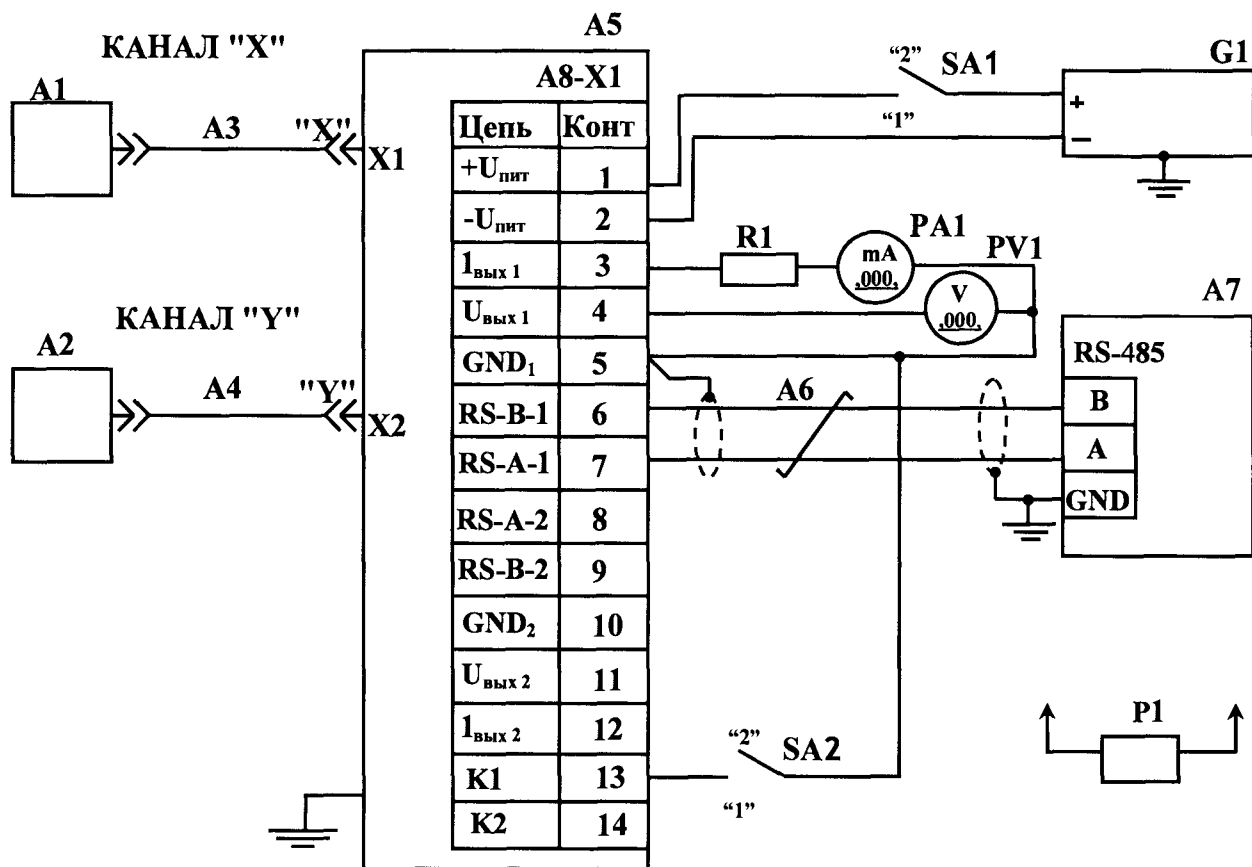 КАНАЛ "X"
A1
A3
"X"
X1
КАНАЛ "Y"
A2
A4
"Y"
X2
A5
A8-X1
Цепь Конт
+Uпит 1
-Uпит 2
1вых 1 3
Uвых 1 4
GND1 5
RS-B-1 6
RS-A-1 7
RS-A-2 8
RS-B-2 9
GND2 10
Uвых 2 11
1вых 2 12
K1 13
K2 14
“2” SA1
“1”
G1
+
–
R1
PA1
mA
,000,
PV1
V
,000,
A6
A7
RS-485
B
A
GND
“2” SA2
“1”
P1